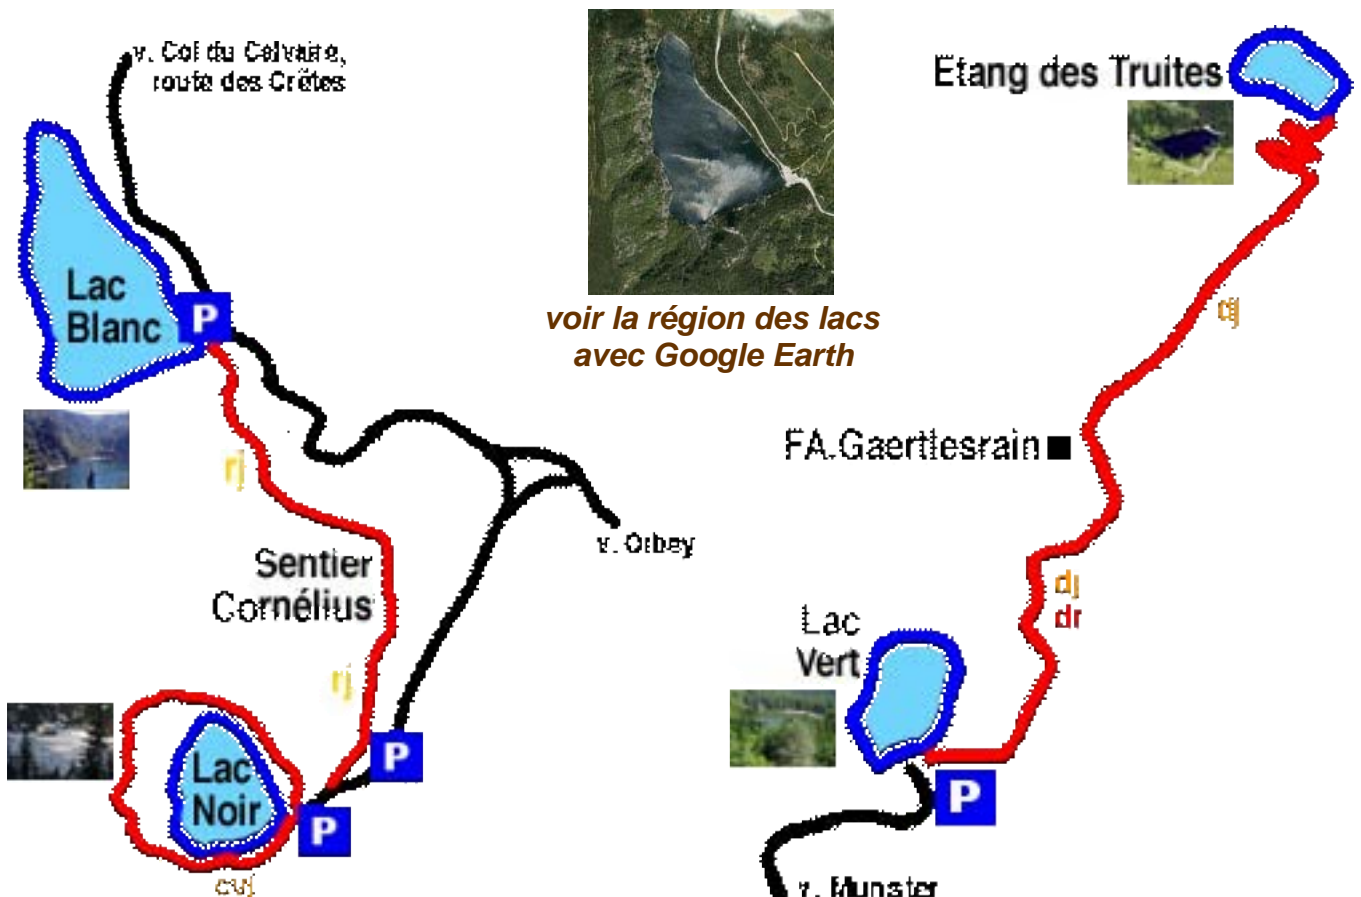 v. Col du Calvaire,
route des Crêtes
Lac
Blanc
P
rj
Sentier
Cornélius
rj
v. Orbey
P
Lac
Noir
P
cvj
voir la région des lacs
avec Google Earth
Etang des Truites
dj
FA.Gaertlesrain
dj
dr
Lac
Vert
P
v. Munster